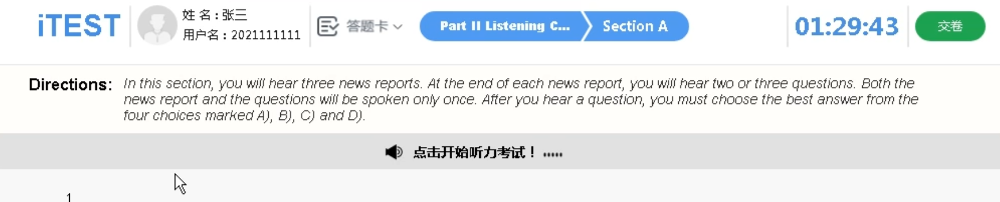 iTEST
姓 名：张三
用户名：2021111111
答题卡
Part II Listening C...
Section A
01:29:43
交卷
Directions: In this section, you will hear three news reports. At the end of each news report, you will hear two or three questions. Both the
news report and the questions will be spoken only once. After you hear a question, you must choose the best answer from the
four choices marked A), B), C) and D).
点击开始听力考试！.....
1